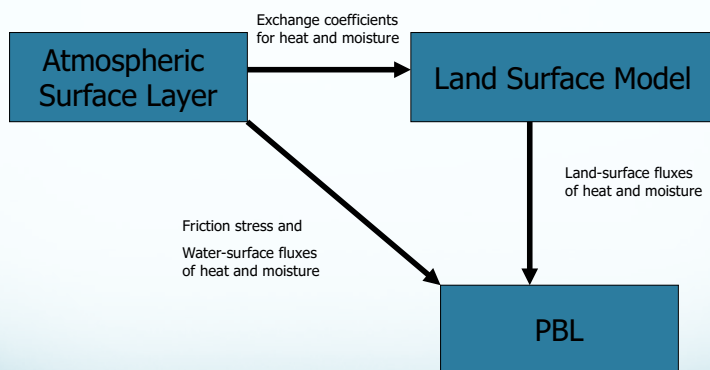 Exchange coefficients
for heat and moisture
Atmospheric
Surface Layer
Land Surface Model
Land-surface fluxes
of heat and moisture
Friction stress and
Water-surface fluxes
of heat and moisture
PBL